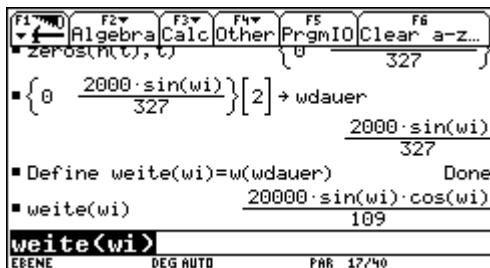 F1 F2 F3 F4 F5 F6
Algebra Calc Other PrgmIO Clear a-z…
▪ zeros(h(t),t) {0 327}
▪ {0 2000·sin(wi)/327}[2] → wdauer
2000·sin(wi)/327
▪ Define weite(wi)=w(wdauer) Done
▪ weite(wi) 20000·sin(wi)·cos(wi)/109
weite(wi)
EBENE DEG AUTO PAR 17/40